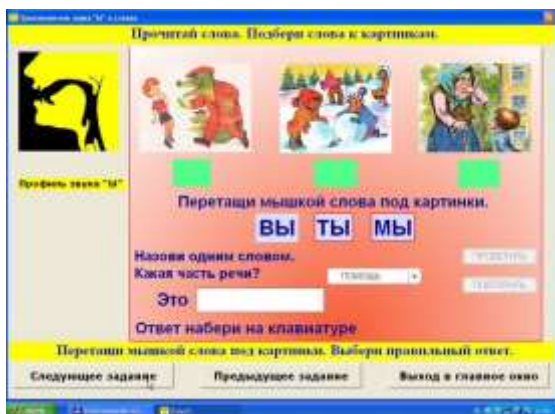 Прочитай слова. Подбери слова к картинкам.
Профиль звука "Ы"
Перетащи мышкой слова под картинки.
ВЫ ТЫ МЫ
Назови одним словом.
Какая часть речи?
ПОМОЩЬ
Это
Ответ набери на клавиатуре
Перетащи мышкой слова под картинки. Выбери правильный ответ.
Следующее задание Предыдущее задание Выход в главное окно